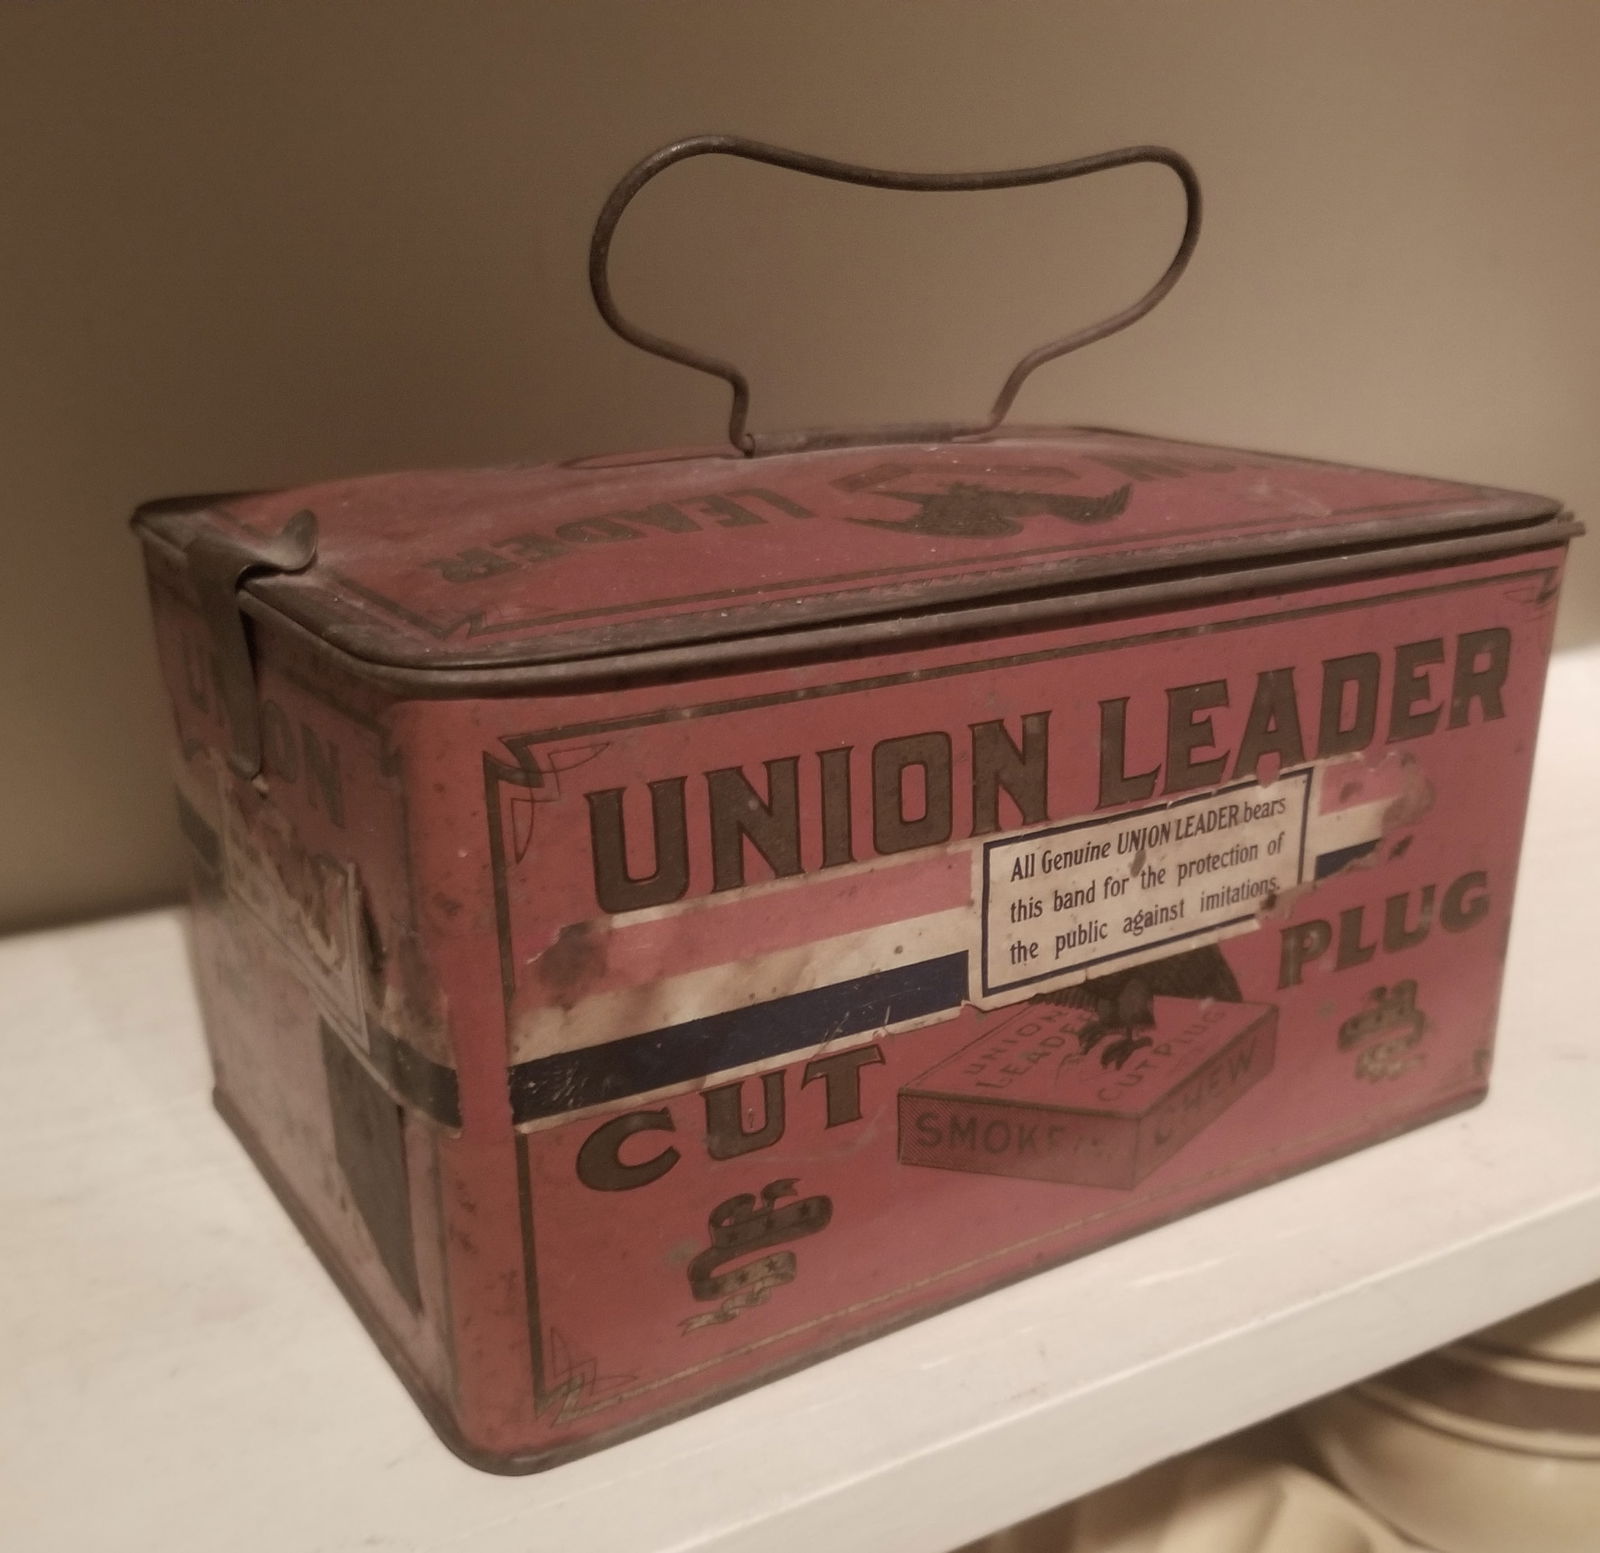 LEADER
UNION
UNION LEADER
All Genuine UNION LEADER bears
this band for the protection of
the public against imitations.
CUT
PLUG
UNION
LEADER
CUT PLUG
SMOKE
CHEW